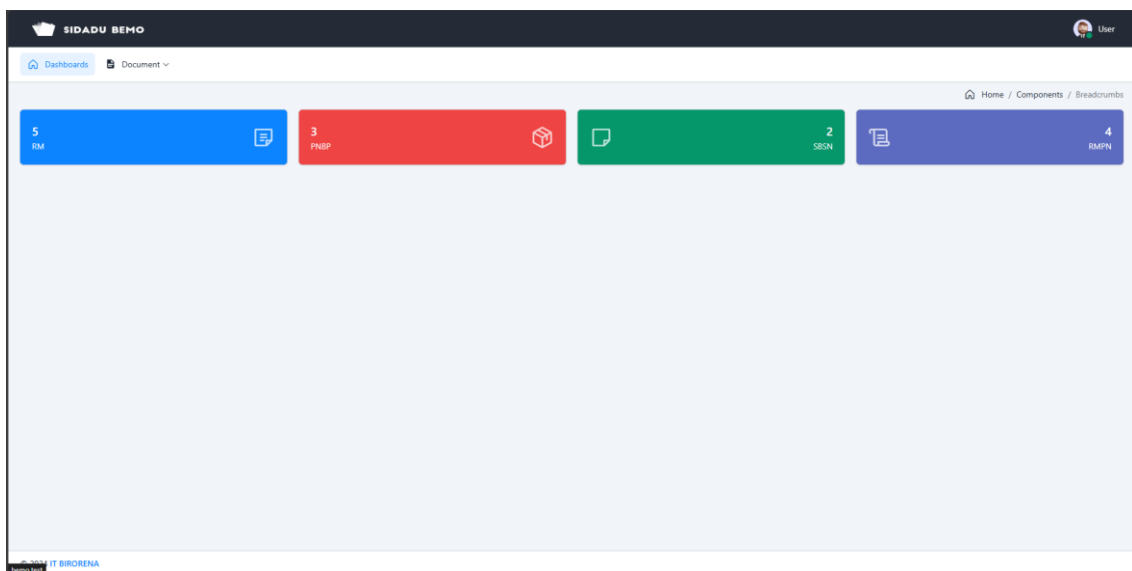 SIDADU BEMO
User
Dashboards Document
Home / Components / Breadcrumbs
5
RM
3
PNBP
2
SBSN
4
RMPN
IT BIRORENA